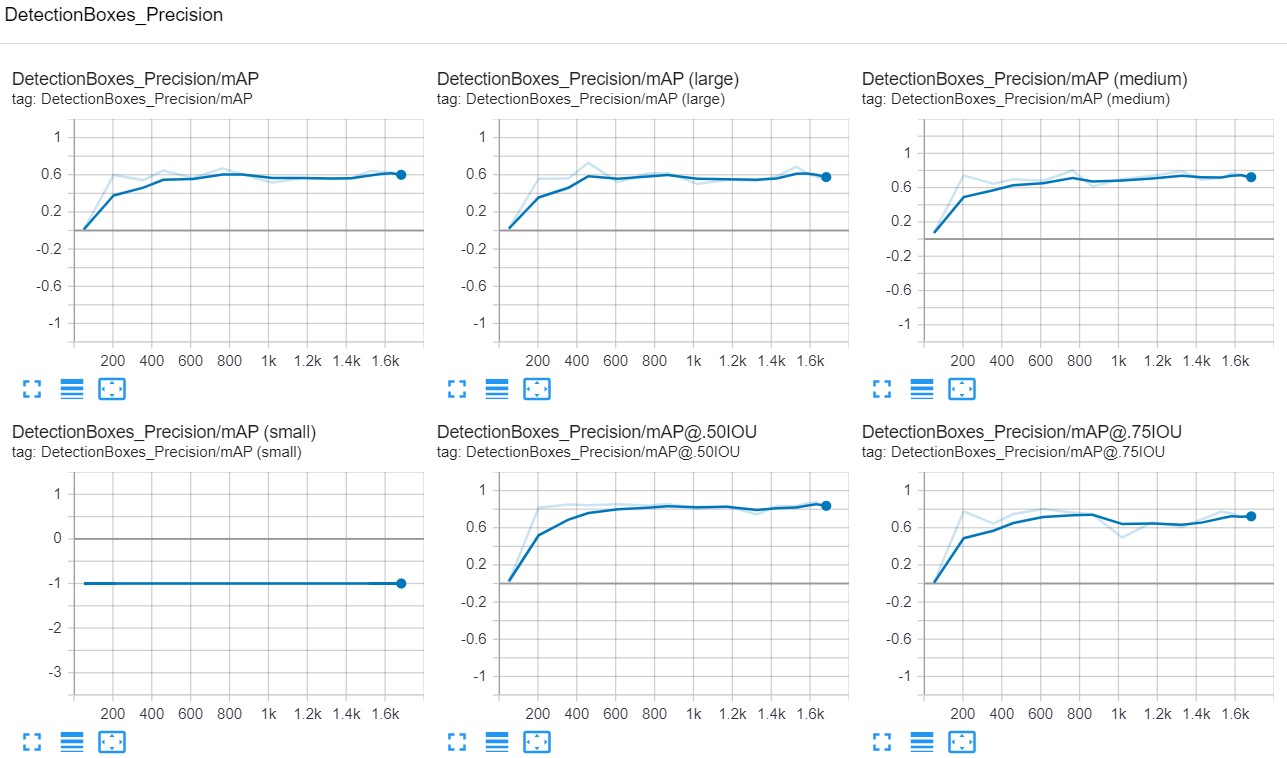 DetectionBoxes_Precision
DetectionBoxes_Precision/mAP
tag: DetectionBoxes_Precision/mAP
1
0.6
0.2
-0.2
-0.6
-1
200 400 600 800 1k 1.2k 1.4k 1.6k
DetectionBoxes_Precision/mAP (large)
tag: DetectionBoxes_Precision/mAP (large)
1
0.6
0.2
-0.2
-0.6
-1
200 400 600 800 1k 1.2k 1.4k 1.6k
DetectionBoxes_Precision/mAP (medium)
tag: DetectionBoxes_Precision/mAP (medium)
1
0.6
0.2
-0.2
-0.6
-1
200 400 600 800 1k 1.2k 1.4k 1.6k
DetectionBoxes_Precision/mAP (small)
tag: DetectionBoxes_Precision/mAP (small)
1
0
-1
-2
-3
200 400 600 800 1k 1.2k 1.4k 1.6k
DetectionBoxes_Precision/mAP@.50IOU
tag: DetectionBoxes_Precision/mAP@.50IOU
1
0.6
0.2
-0.2
-0.6
-1
200 400 600 800 1k 1.2k 1.4k 1.6k
DetectionBoxes_Precision/mAP@.75IOU
tag: DetectionBoxes_Precision/mAP@.75IOU
1
0.6
0.2
-0.2
-0.6
-1
200 400 600 800 1k 1.2k 1.4k 1.6k